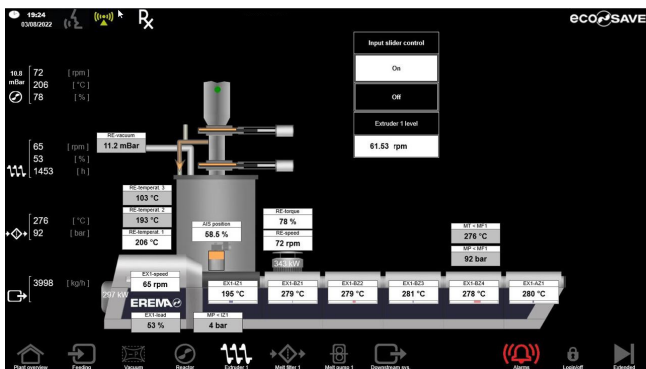 19:24
03/08/2022
((•))
Rx
ecoSAVE
10.8 mBar
72 [rpm]
206 [°C]
78 [%]
65 [rpm]
53 [%]
1453 [h]
276 [°C]
92 [bar]
3998 [kg/h]
Input slider control
On
Off
Extruder 1 level
61.53 rpm
RE-vacuum
11.2 mBar
RE-temperat. 3
103 °C
RE-temperat. 2
193 °C
RE-temperat. 1
206 °C
AIS position
58.5 %
RE-torque
78 %
RE-speed
72 rpm
343 kW
MT < MF1
276 °C
MP < MF1
92 bar
EX1-speed
65 rpm
297 kW
EREMA
EX1-load
53 %
MP < IZ1
4 bar
EX1-IZ1
195 °C
EX1-BZ1
279 °C
EX1-BZ2
279 °C
EX1-BZ3
281 °C
EX1-BZ4
278 °C
EX1-AZ1
280 °C
Plant overview
Feeding
Vacuum
Reactor
Extruder 1
Melt filter 1
Melt pump 1
Downstream sys.
Alarms
Login/off
Extended